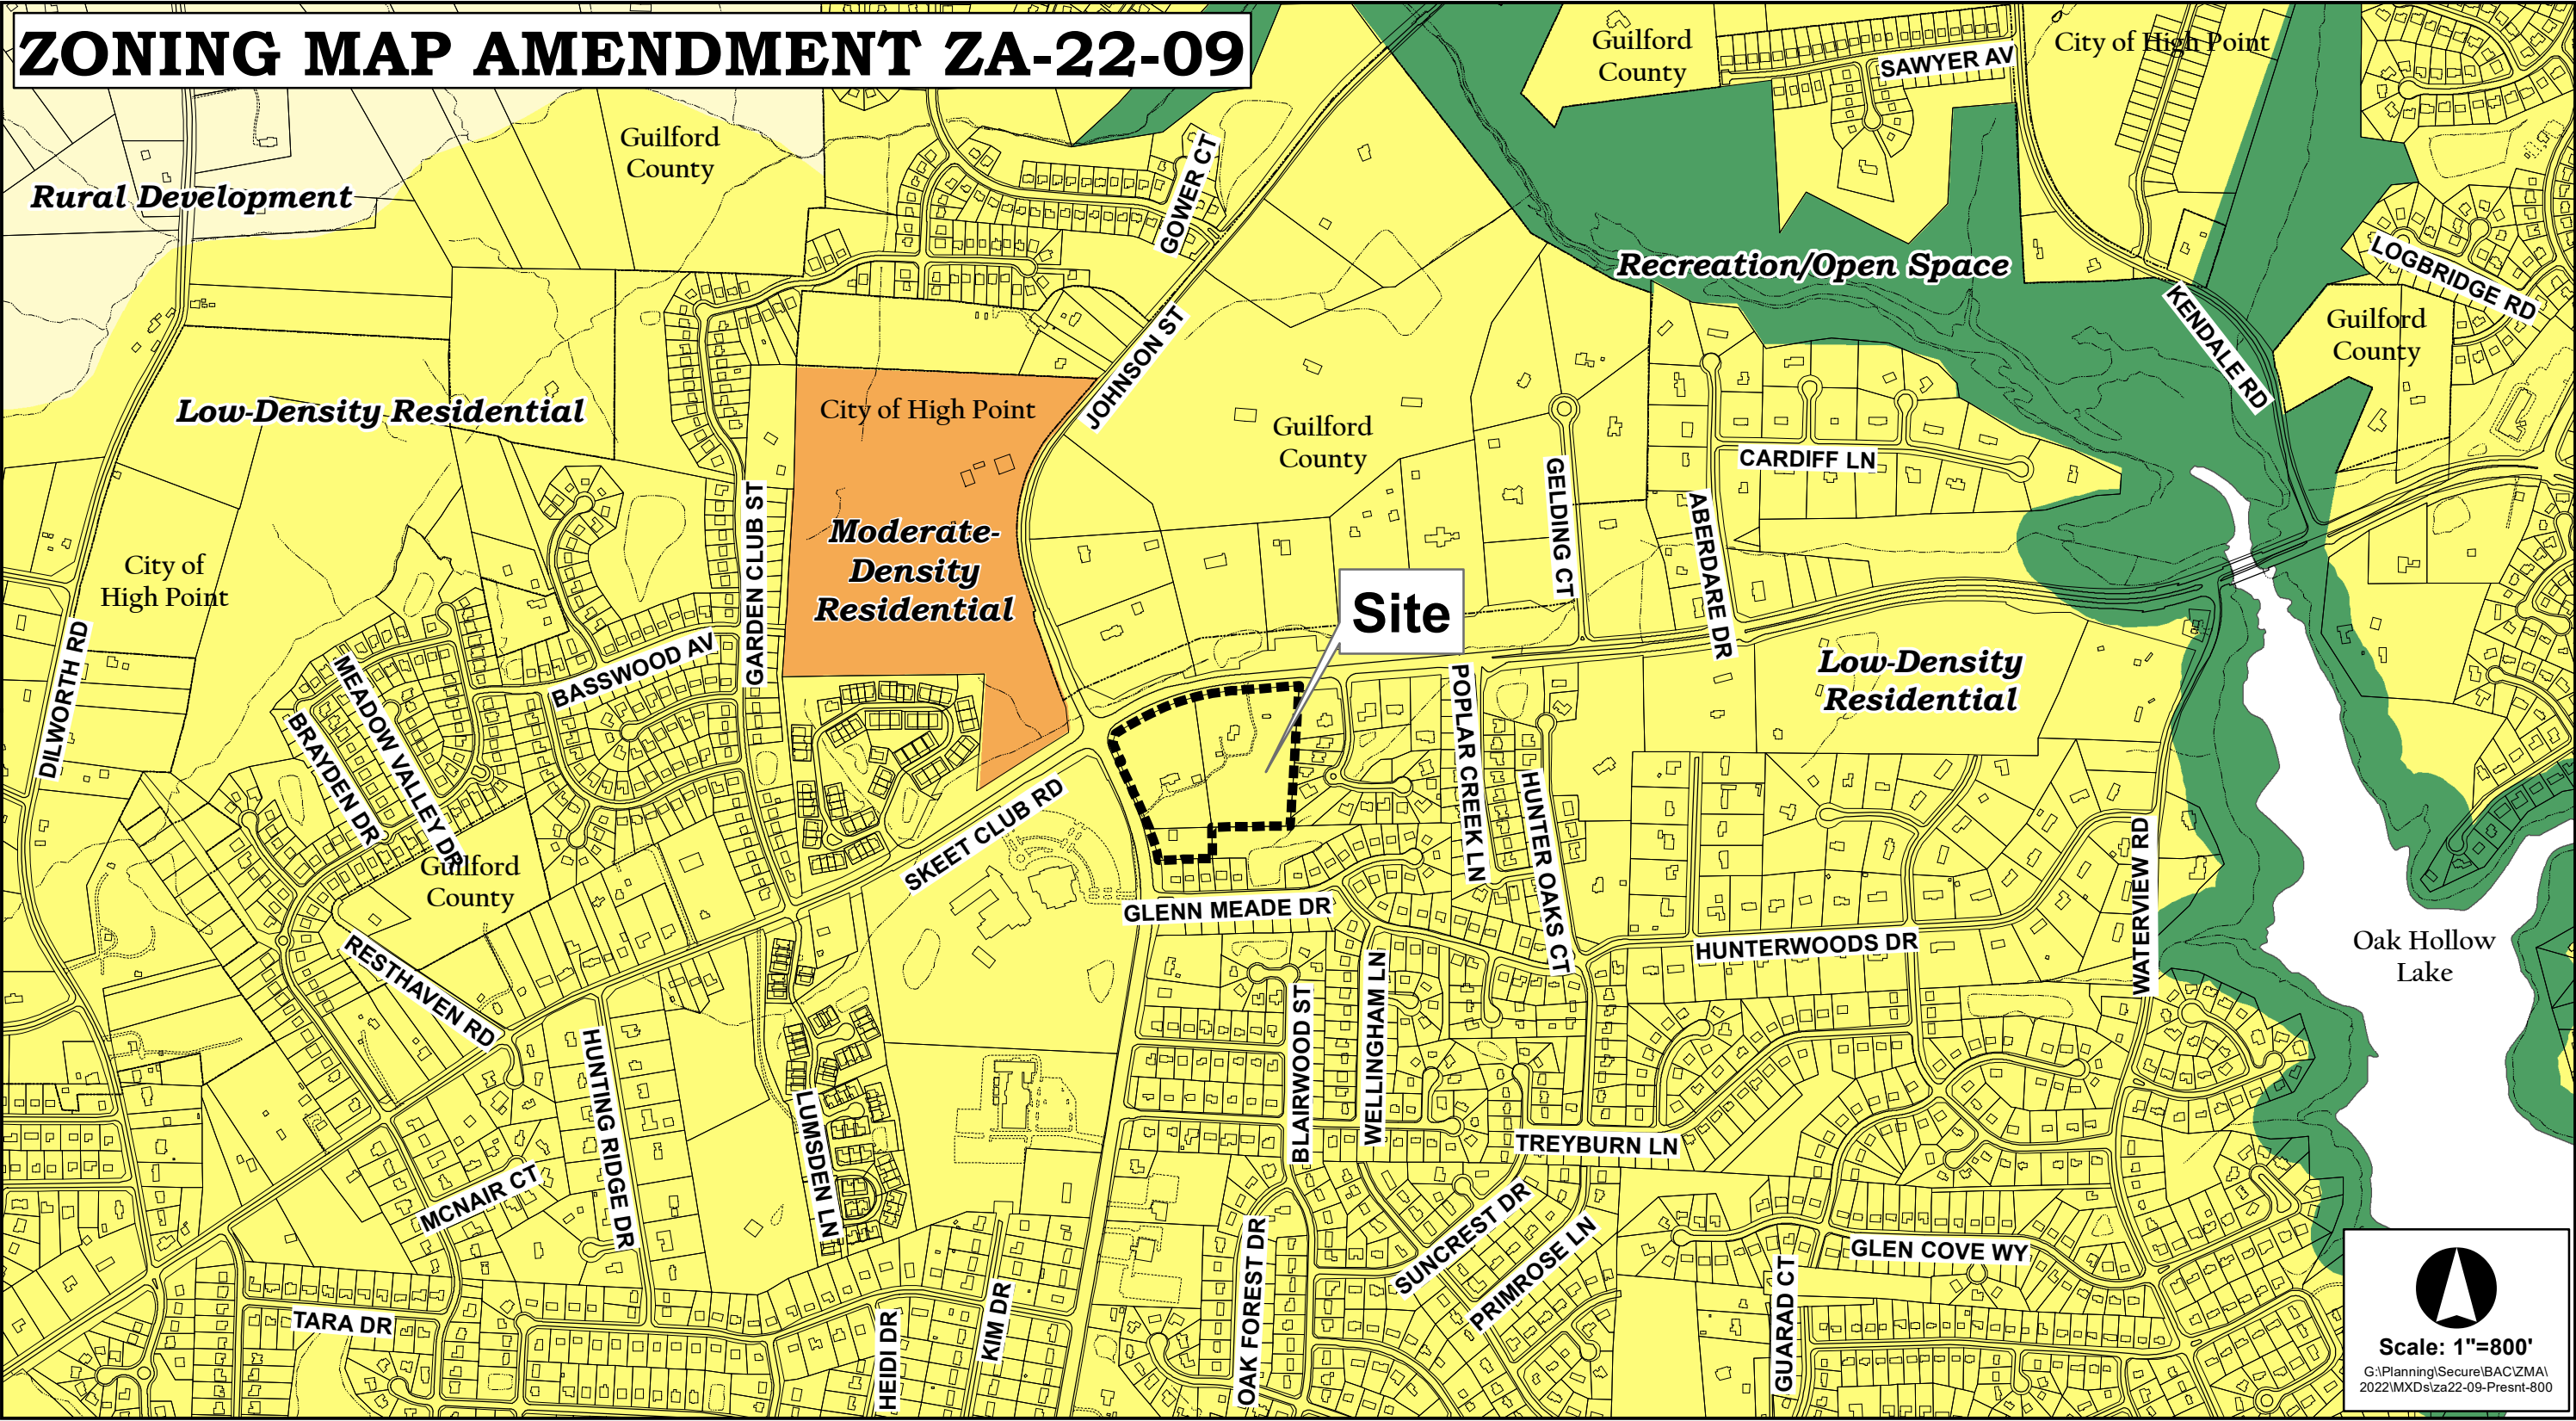 ZONING MAP AMENDMENT ZA-22-09
Guilford
County
SAWYER AV
City of High Point
Guilford
County
GOWER CT
Rural Development
Recreation/Open Space
LOGBRIDGE RD
KENDALE RD
Guilford
County
JOHNSON ST
Low-Density Residential
City of High Point
Guilford
County
CARDIFF LN
GELDING CT
ABERDARE DR
GARDEN CLUB ST
Moderate-
Density
Residential
City of
High Point
Site
DILWORTH RD
MEADOW VALLEY DR
BASSWOOD AV
BRAYDEN DR
POPLAR CREEK LN
Low-Density
Residential
HUNTER OAKS CT
SKEET CLUB RD
Guilford
County
GLENN MEADE DR
WATERVIEW RD
HUNTERWOODS DR
Oak Hollow
Lake
RESTHAVEN RD
BLAIRWOOD ST
WELLINGHAM LN
HUNTING RIDGE DR
LUMSDEN LN
TREYBURN LN
MCNAIR CT
SUNCREST DR
PRIMROSE LN
GLEN COVE WY
OAK FOREST DR
GUARAD CT
TARA DR
HEIDI DR
KIM DR
Scale: 1"=800'
G:\Planning\Secure\BAC\ZMA\
2022\MXDs\za22-09-Presnt-800